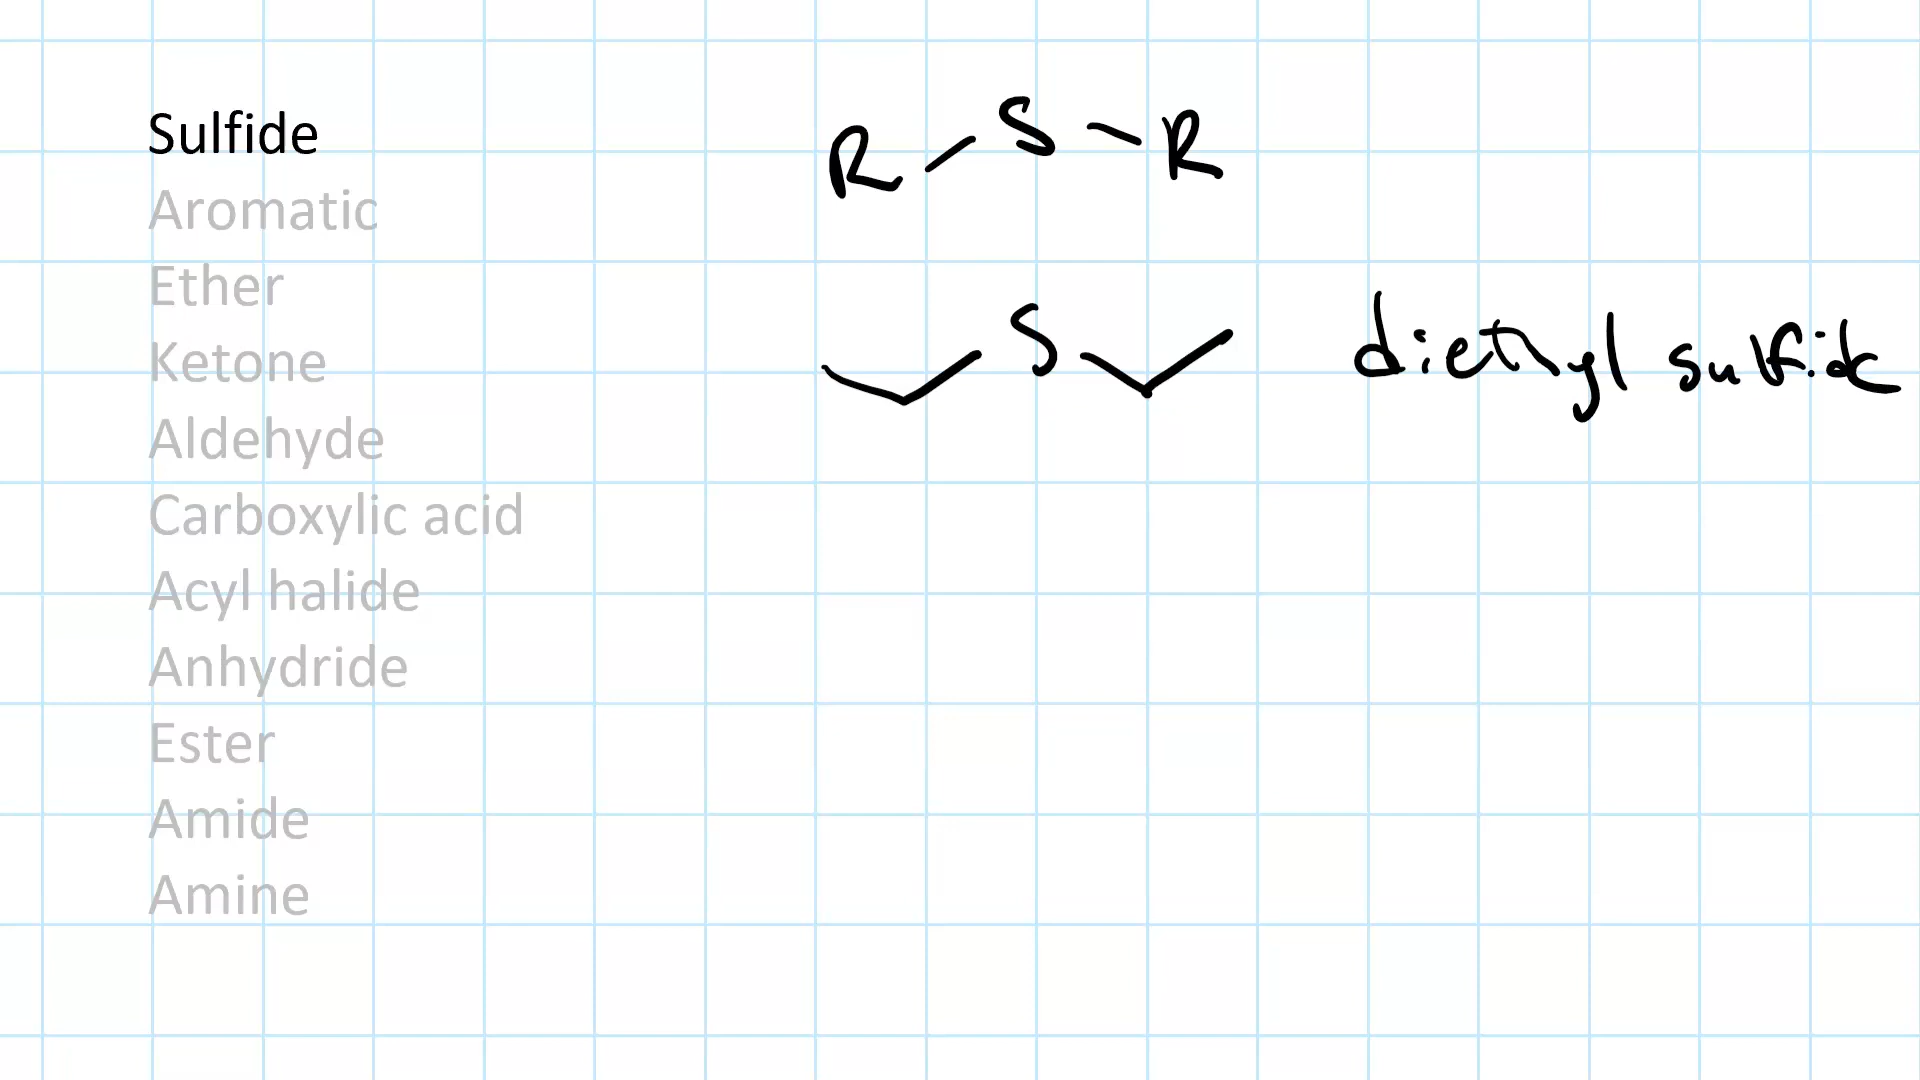 Sulfide
R S R
Aromatic
Ether
S diethyl sulfide
Ketone
Aldehyde
Carboxylic acid
Acyl halide
Anhydride
Ester
Amide
Amine